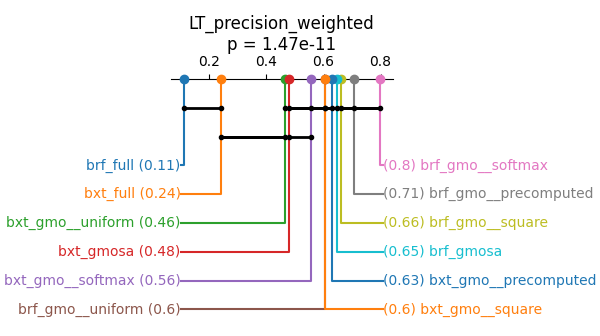 LT_precision_weighted
p = 1.47e-11
0.2 0.4 0.6 0.8
brf_full (0.11)
bxt_full (0.24)
bxt_gmo__uniform (0.46)
bxt_gmosa (0.48)
bxt_gmo__softmax (0.56)
brf_gmo__uniform (0.6)
(0.8) brf_gmo__softmax
(0.71) brf_gmo__precomputed
(0.66) brf_gmo__square
(0.65) brf_gmosa
(0.63) bxt_gmo__precomputed
(0.6) bxt_gmo__square